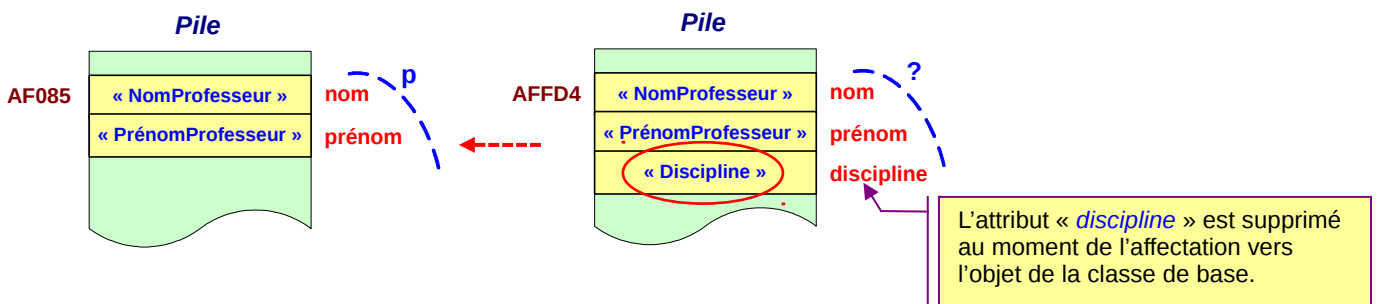 Pile
AF085
« NomProfesseur »
nom
p
« PrénomProfesseur »
prénom
Pile
AFFD4
« NomProfesseur »
nom
?
« PrénomProfesseur »
prénom
« Discipline »
discipline
L'attribut « discipline » est supprimé
au moment de l'affectation vers
l'objet de la classe de base.